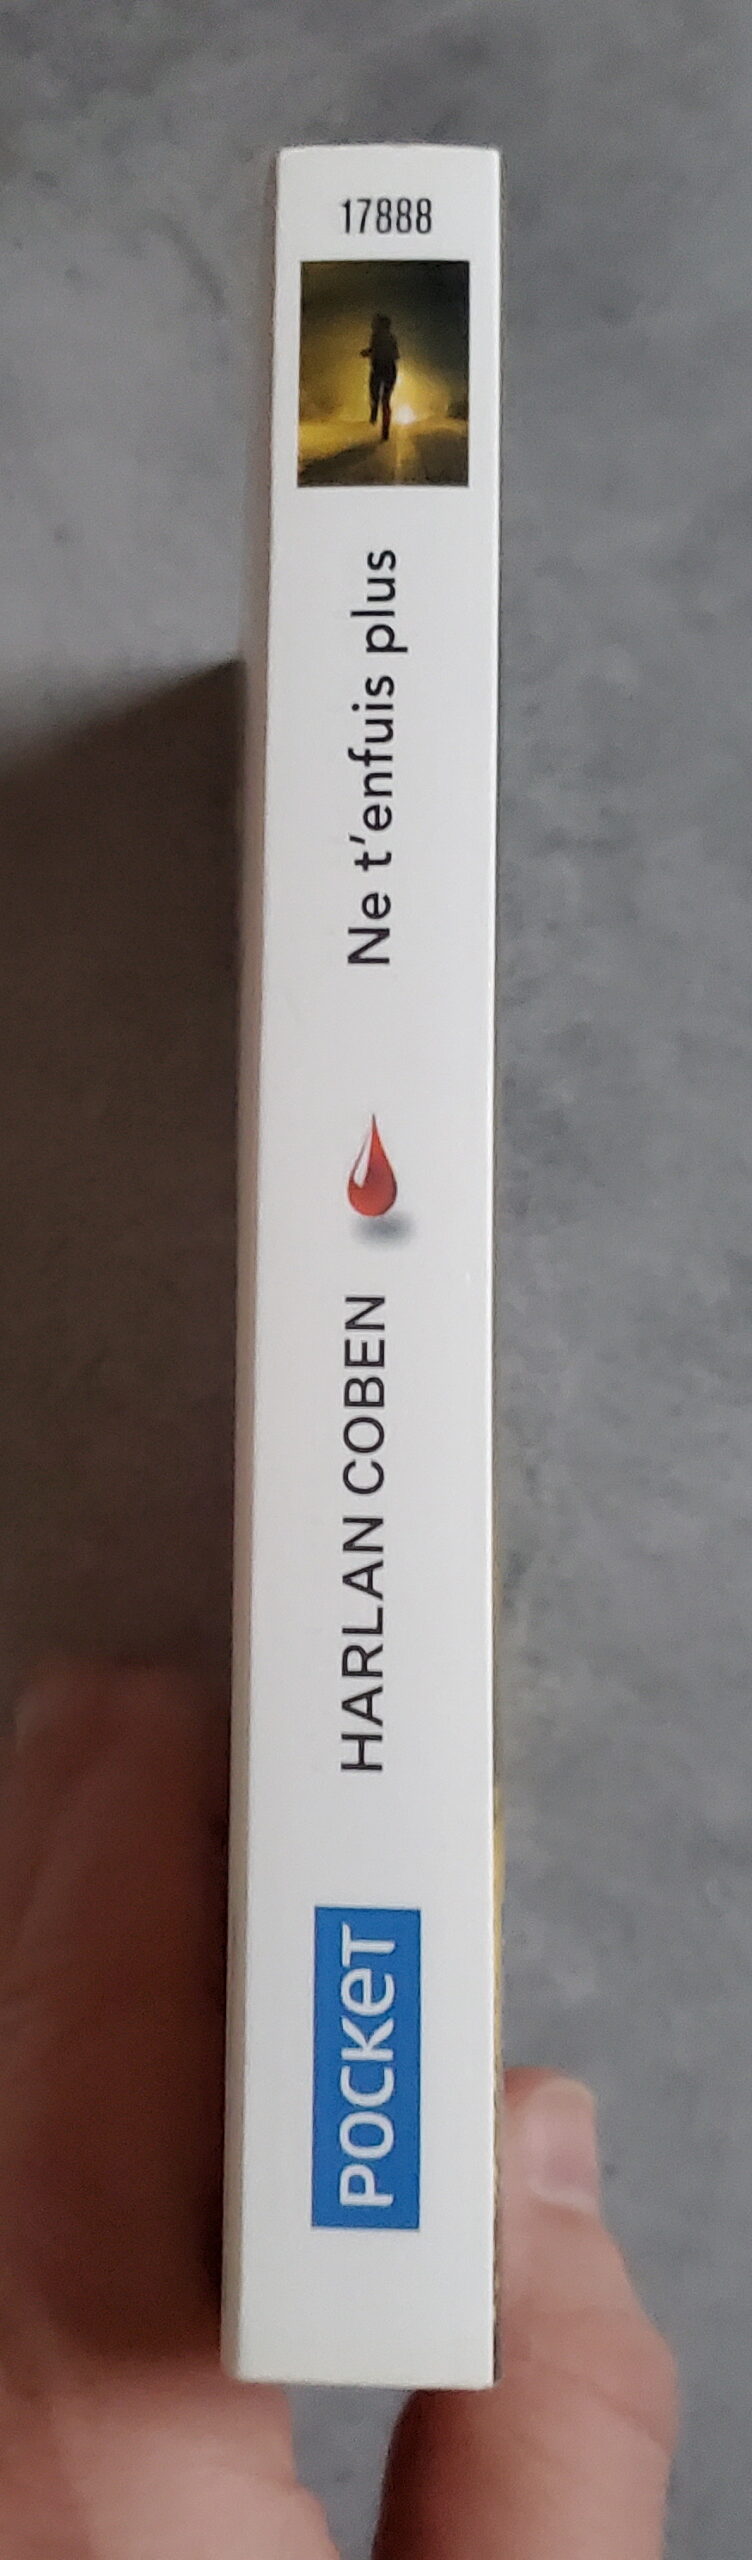 17888
Ne t'enfuis plus
HARLAN COBEN
POCKET